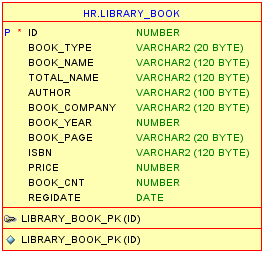 HR.LIBRARY_BOOK
P * ID NUMBER
BOOK_TYPE VARCHAR2 (20 BYTE)
BOOK_NAME VARCHAR2 (120 BYTE)
TOTAL_NAME VARCHAR2 (120 BYTE)
AUTHOR VARCHAR2 (100 BYTE)
BOOK_COMPANY VARCHAR2 (120 BYTE)
BOOK_YEAR NUMBER
BOOK_PAGE VARCHAR2 (20 BYTE)
ISBN VARCHAR2 (120 BYTE)
PRICE NUMBER
BOOK_CNT NUMBER
REGIDATE DATE
LIBRARY_BOOK_PK (ID)
LIBRARY_BOOK_PK (ID)